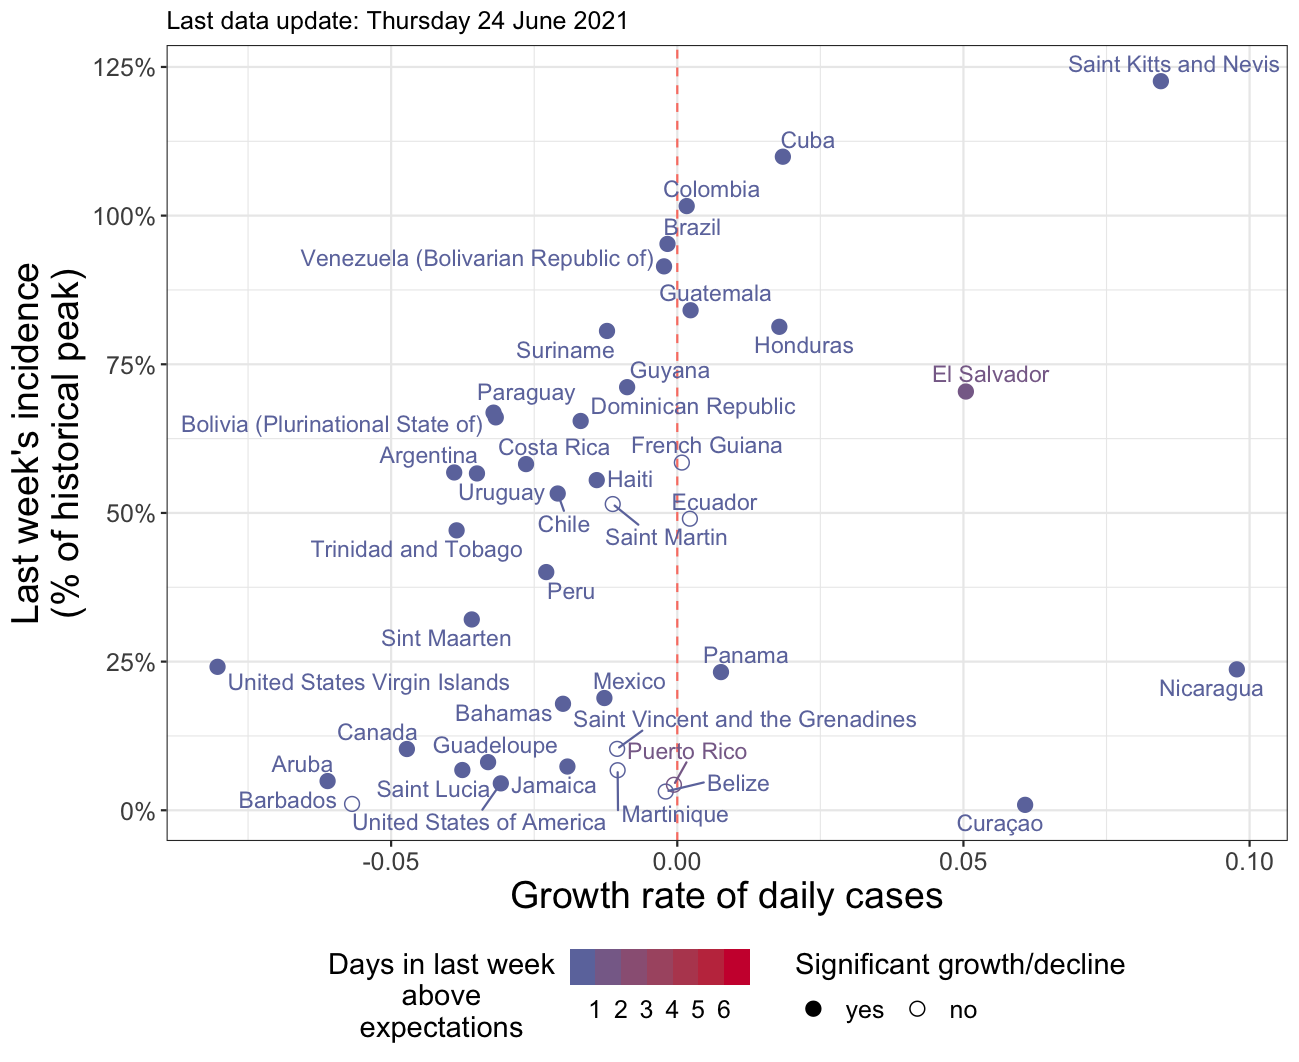 Last data update: Thursday 24 June 2021
125%
100%
75%
50%
25%
0%
Last week's incidence
(% of historical peak)
Saint Kitts and Nevis
Cuba
Colombia
Brazil
Venezuela (Bolivarian Republic of)
Guatemala
Honduras
Suriname
Guyana
El Salvador
Paraguay
Dominican Republic
Bolivia (Plurinational State of)
French Guiana
Costa Rica
Argentina
Haiti
Uruguay
Ecuador
Chile
Saint Martin
Trinidad and Tobago
Peru
Sint Maarten
Panama
United States Virgin Islands
Mexico
Nicaragua
Bahamas
Saint Vincent and the Grenadines
Canada
Guadeloupe
Puerto Rico
Aruba
Saint Lucia
Jamaica
Belize
Barbados
Martinique
United States of America
Curaçao
-0.05
0.00
0.05
0.10
Growth rate of daily cases
Days in last week
above
expectations
1 2 3 4 5 6
Significant growth/decline
yes
no